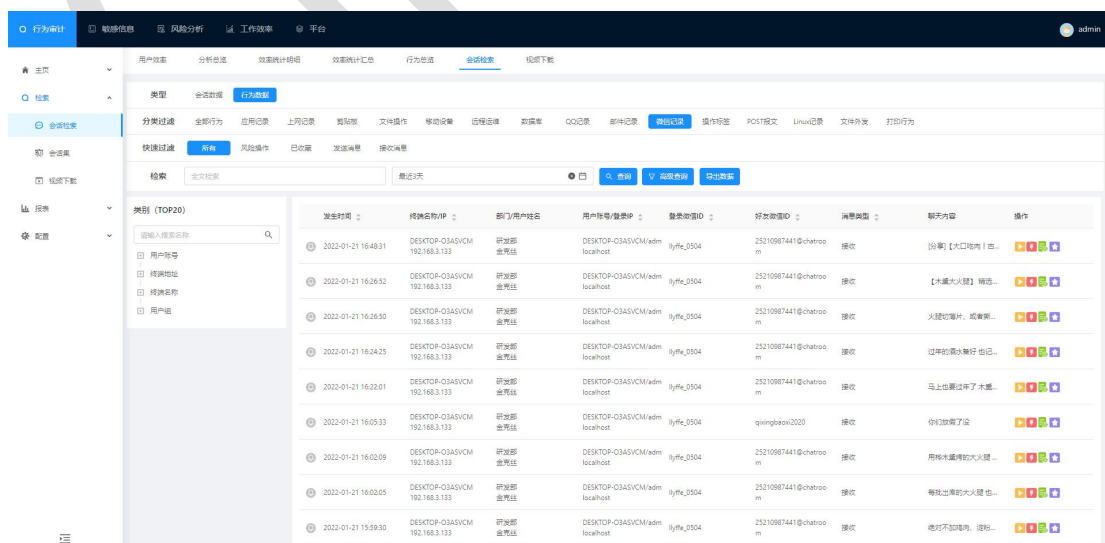 行为审计 敏感信息 风险分析 工作效率 平台 admin
主页
检索
会话检索
会话集
视频下载
报表
配置
用户效率 分析总览 效率统计明细 效率统计汇总 行为总览 会话检索 视频下载
类型 会话数据 行为数据
分类过滤 全部行为 应用记录 上网记录 剪贴板 文件操作 移动设备 远程运维 数据库 QQ记录 邮件记录 微信记录 操作标签 POST报文 Linux记录 文件外发 打印行为
快速过滤 所有 风险操作 已收藏 发送消息 接收消息
检索 全文检索 最近3天 查询 高级查询 导出数据
类别（TOP20）
请输入搜索名称
用户账号
终端地址
终端名称
用户组
发生时间 终端名称/IP 部门/用户姓名 用户账号/登录IP 登录微信ID 好友微信ID 消息类型 聊天内容 操作
2022-01-21 16:48:31 DESKTOP-O3ASVCM 研发部 DESKTOP-O3ASVCM/adm llyffe_0504 25210987441@chatroo 接收 [分享]【大口吃肉丨古...
192.168.3.133 金克丝 localhost m
2022-01-21 16:26:52 DESKTOP-O3ASVCM 研发部 DESKTOP-O3ASVCM/adm llyffe_0504 25210987441@chatroo 接收 【木薰大火腿】精选...
192.168.3.133 金克丝 localhost m
2022-01-21 16:26:50 DESKTOP-O3ASVCM 研发部 DESKTOP-O3ASVCM/adm llyffe_0504 25210987441@chatroo 接收 火腿切薄片，或者撕...
192.168.3.133 金克丝 localhost m
2022-01-21 16:24:25 DESKTOP-O3ASVCM 研发部 DESKTOP-O3ASVCM/adm llyffe_0504 25210987441@chatroo 接收 过年的酒水备好 也记...
192.168.3.133 金克丝 localhost m
2022-01-21 16:22:01 DESKTOP-O3ASVCM 研发部 DESKTOP-O3ASVCM/adm llyffe_0504 25210987441@chatroo 接收 马上也要过年了 木薰...
192.168.3.133 金克丝 localhost m
2022-01-21 16:05:33 DESKTOP-O3ASVCM 研发部 DESKTOP-O3ASVCM/adm llyffe_0504 qixingbaoxi2020 接收 你们放假了没
192.168.3.133 金克丝 localhost
2022-01-21 16:02:09 DESKTOP-O3ASVCM 研发部 DESKTOP-O3ASVCM/adm llyffe_0504 25210987441@chatroo 接收 用桦木薰烤的大火腿 ...
192.168.3.133 金克丝 localhost m
2022-01-21 16:02:05 DESKTOP-O3ASVCM 研发部 DESKTOP-O3ASVCM/adm llyffe_0504 25210987441@chatroo 接收 每批出库的大火腿 也...
192.168.3.133 金克丝 localhost m
2022-01-21 15:59:30 DESKTOP-O3ASVCM 研发部 DESKTOP-O3ASVCM/adm llyffe_0504 25210987441@chatroo 接收 绝对不加鸡肉，淀粉...
192.168.3.133 金克丝 localhost m